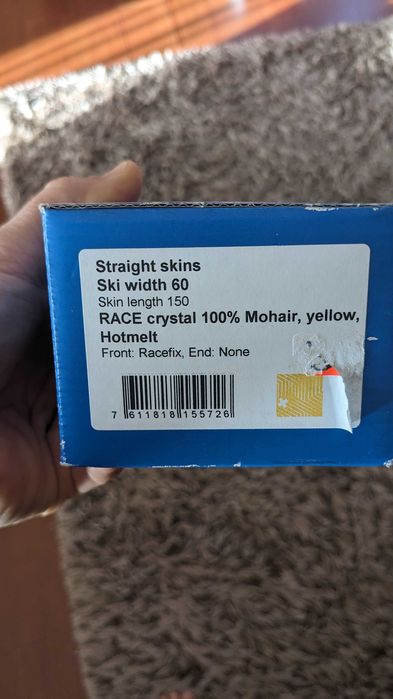 Straight skins
Ski width 60
Skin length 150
RACE crystal 100% Mohair, yellow,
Hotmelt
Front: Racefix, End: None
7 611818 155726